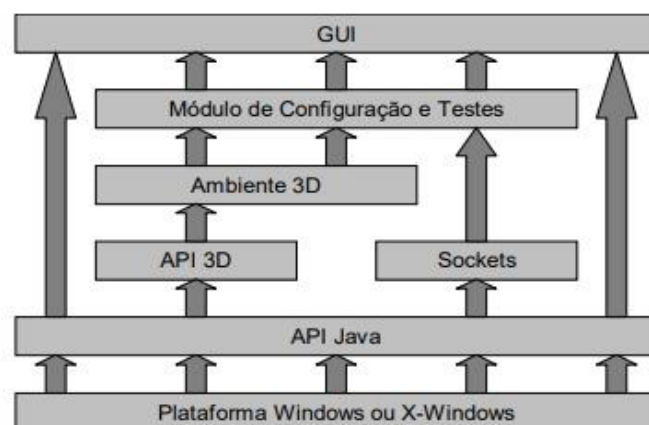 GUI
Módulo de Configuração e Testes
Ambiente 3D
API 3D
Sockets
API Java
Plataforma Windows ou X-Windows